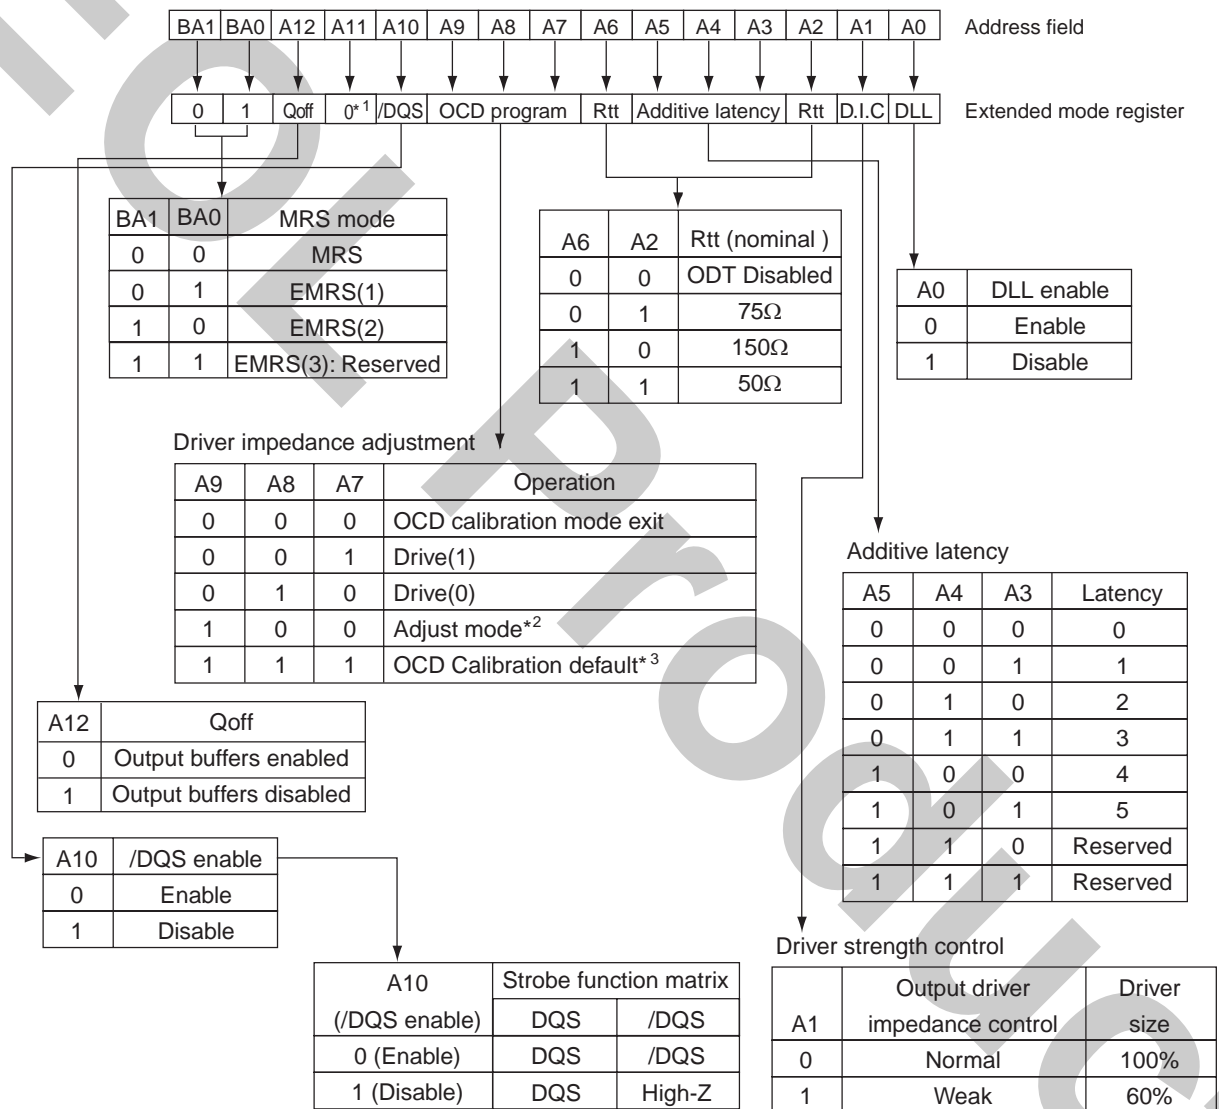 BA1 BA0 A12 A11 A10 A9 A8 A7 A6 A5 A4 A3 A2 A1 A0 Address field
0 1 Qoff 0*1 /DQS OCD program Rtt Additive latency Rtt D.I.C DLL Extended mode register
BA1 BA0 MRS mode
0 0 MRS
0 1 EMRS(1)
1 0 EMRS(2)
1 1 EMRS(3): Reserved
A6 A2 Rtt (nominal )
0 0 ODT Disabled
0 1 75Ω
1 0 150Ω
1 1 50Ω
A0 DLL enable
0 Enable
1 Disable
Driver impedance adjustment
A9 A8 A7 Operation
0 0 0 OCD calibration mode exit
0 0 1 Drive(1)
0 1 0 Drive(0)
1 0 0 Adjust mode*2
1 1 1 OCD Calibration default*3
Additive latency
A5 A4 A3 Latency
0 0 0 0
0 0 1 1
0 1 0 2
0 1 1 3
1 0 0 4
1 0 1 5
1 1 0 Reserved
1 1 1 Reserved
A12 Qoff
0 Output buffers enabled
1 Output buffers disabled
A10 /DQS enable
0 Enable
1 Disable
A10 (/DQS enable) Strobe function matrix
DQS /DQS
0 (Enable) DQS /DQS
1 (Disable) DQS High-Z
Driver strength control
A1 Output driver impedance control Driver size
0 Normal 100%
1 Weak 60%
Product